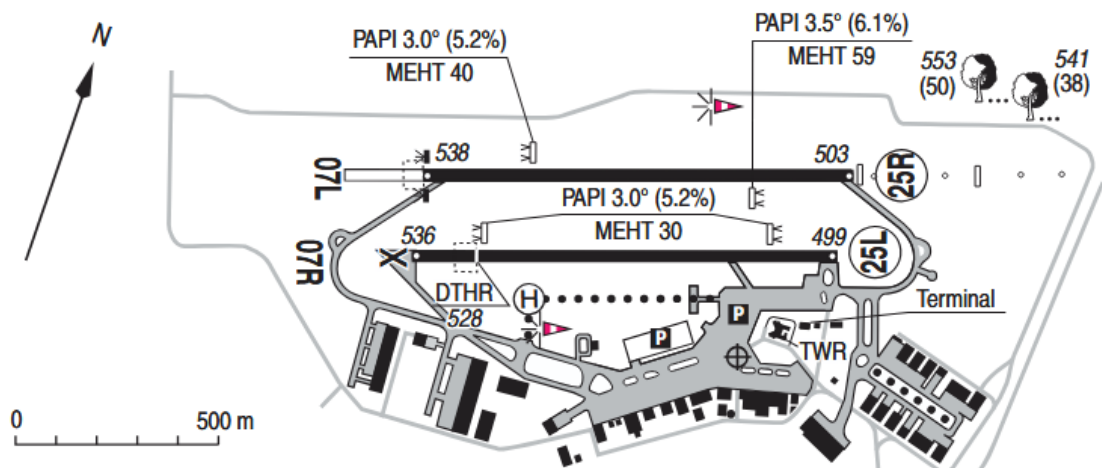 N
PAPI 3.0° (5.2%)
MEHT 40
PAPI 3.5° (6.1%)
MEHT 59
553
(50)
541
(38)
07L
538
503
25R
PAPI 3.0° (5.2%)
MEHT 30
07R
536
499
25L
X
DTHR
H
528
P
P
Terminal
TWR
0
500 m